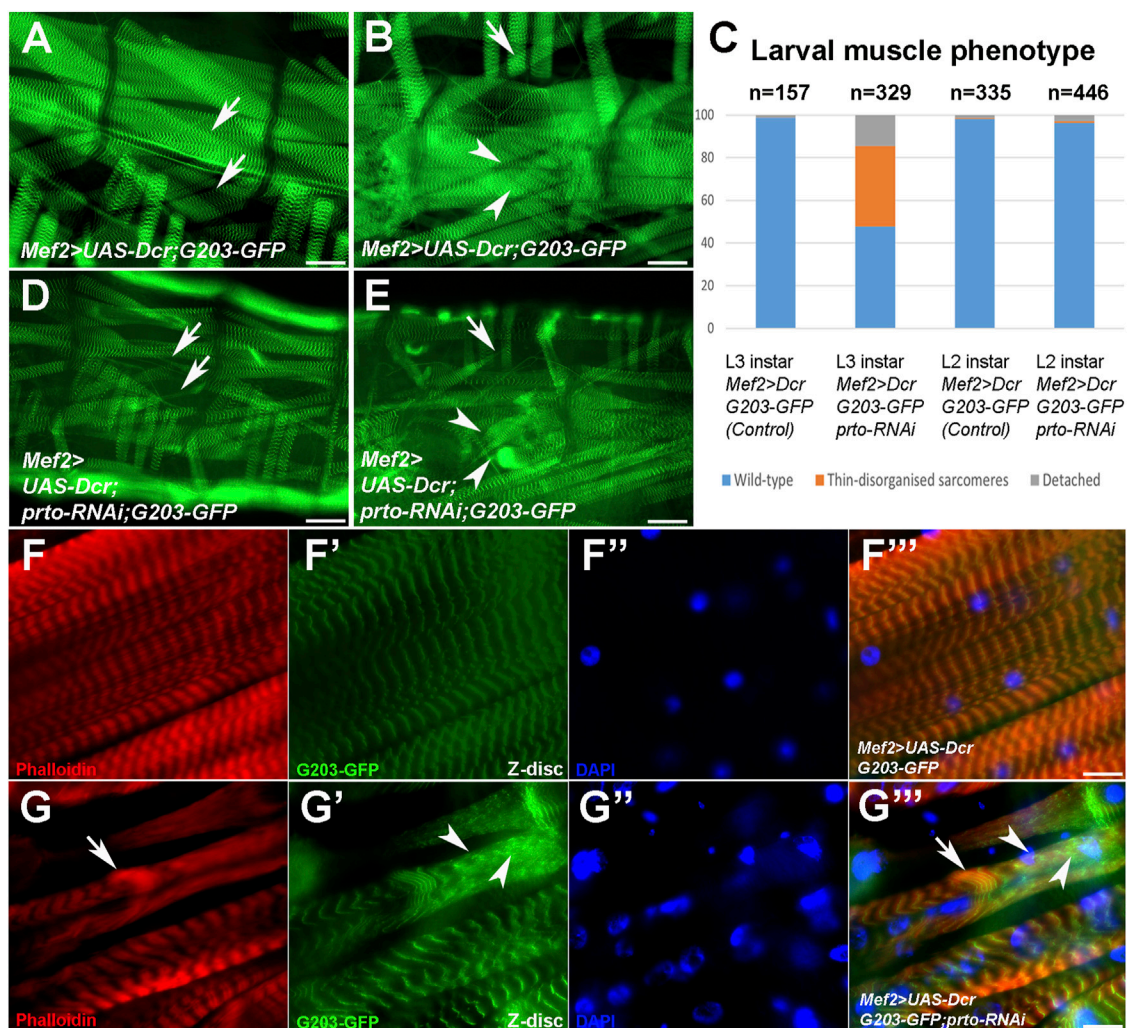 A
Mef2>UAS-Dcr;G203-GFP
B
Mef2>UAS-Dcr;G203-GFP
C Larval muscle phenotype
n=157 n=329 n=335 n=446
100
80
60
40
20
0
L3 instar
Mef2>Dcr
G203-GFP
(Control)
L3 instar
Mef2>Dcr
G203-GFP
prto-RNAi
L2 instar
Mef2>Dcr
G203-GFP
(Control)
L2 instar
Mef2>Dcr
G203-GFP
prto-RNAi
Wild-type Thin-disorganised sarcomeres Detached
D
Mef2>
UAS-Dcr;
prto-RNAi;G203-GFP
E
Mef2>
UAS-Dcr;
prto-RNAi;G203-GFP
F
Phalloidin
F'
G203-GFP Z-disc
F''
DAPI
F'''
Mef2>UAS-Dcr
G203-GFP
G
Phalloidin
G'
G203-GFP Z-disc
G''
DAPI
G'''
Mef2>UAS-Dcr
G203-GFP;prto-RNAi